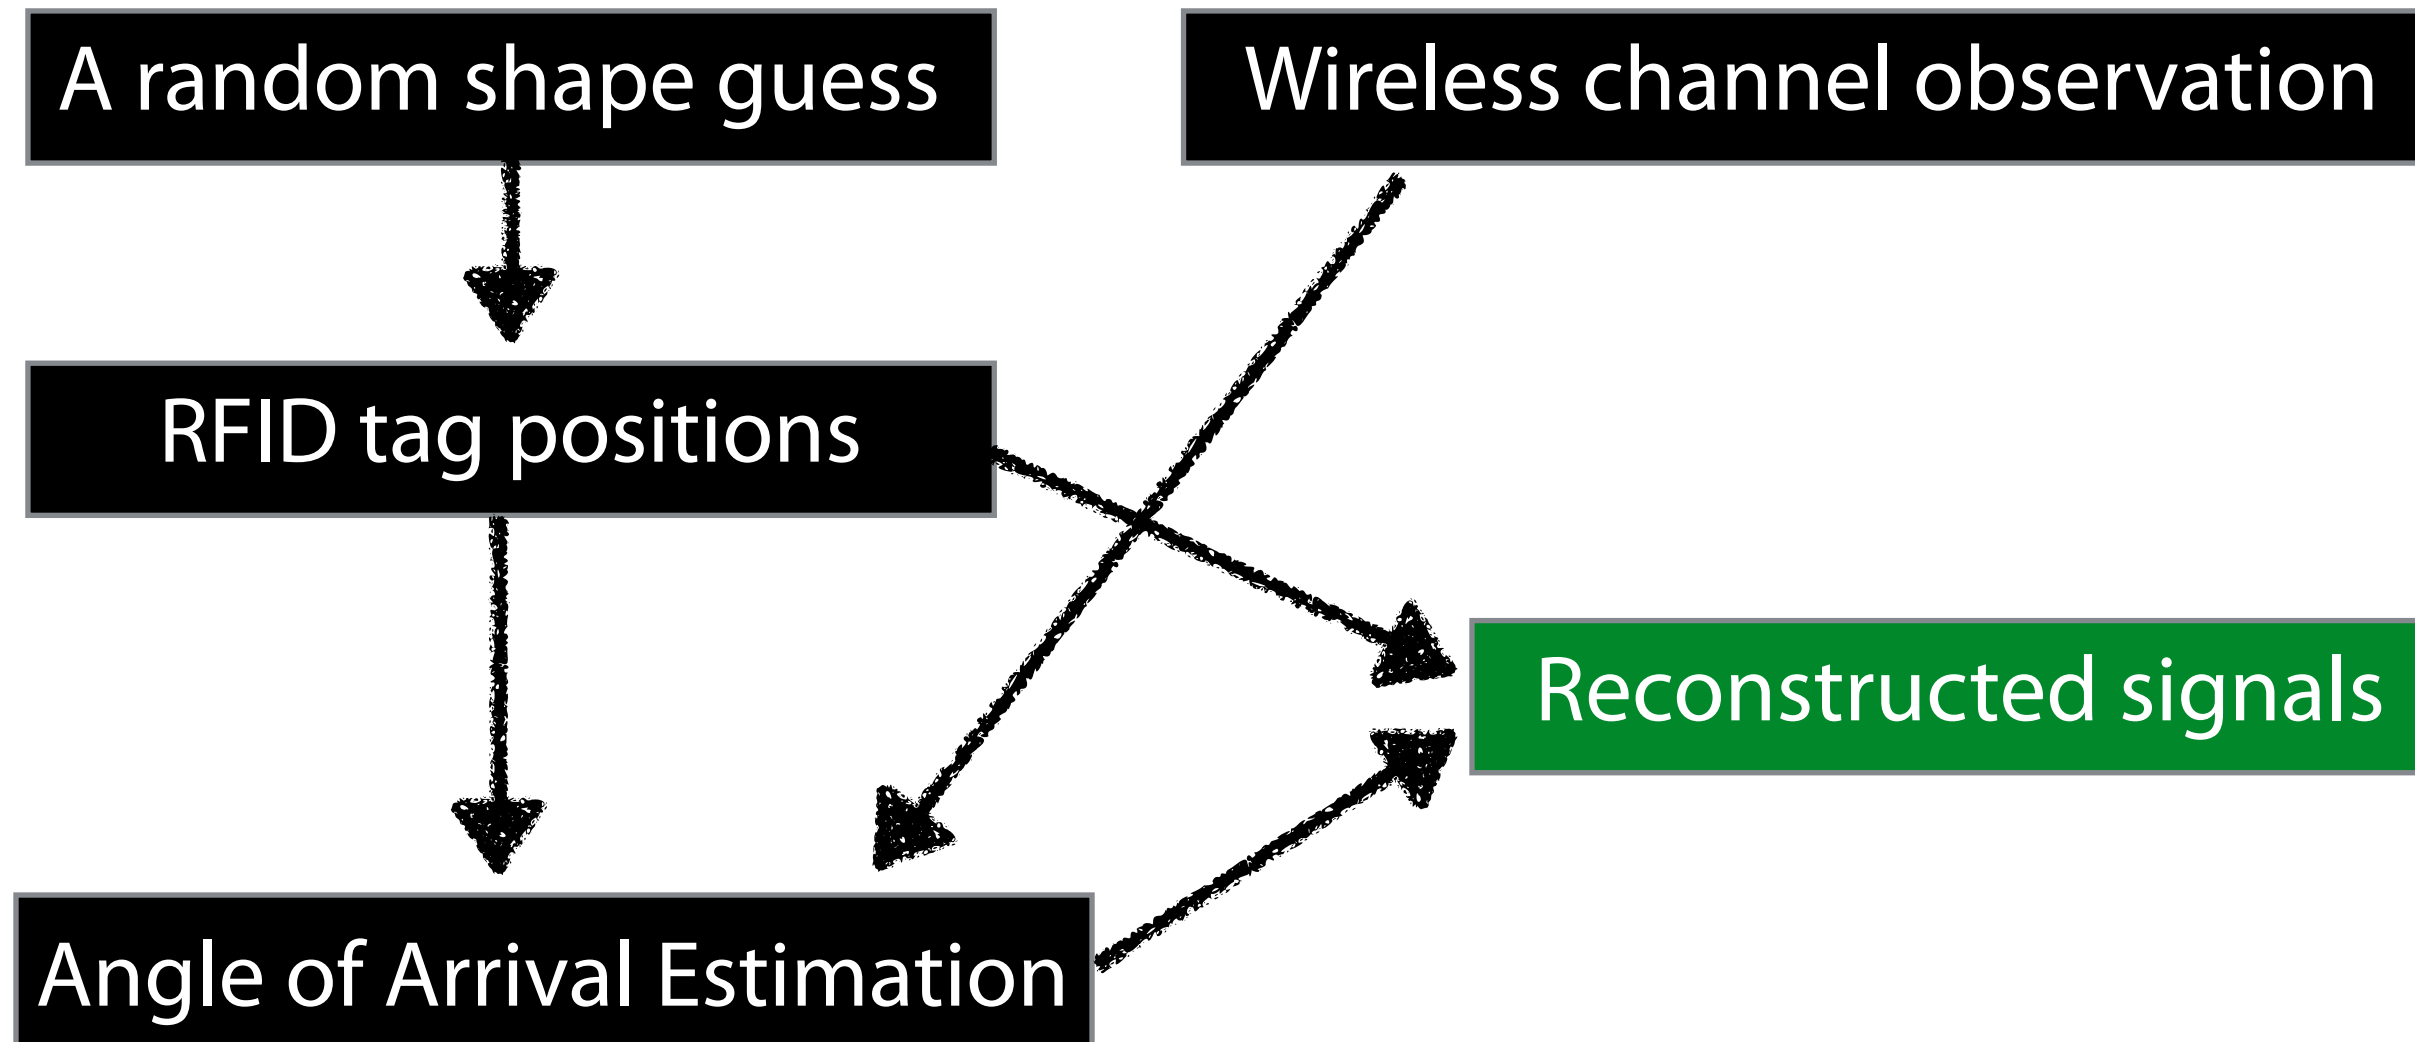 A random shape guess
Wireless channel observation
RFID tag positions
Reconstructed signals
Angle of Arrival Estimation